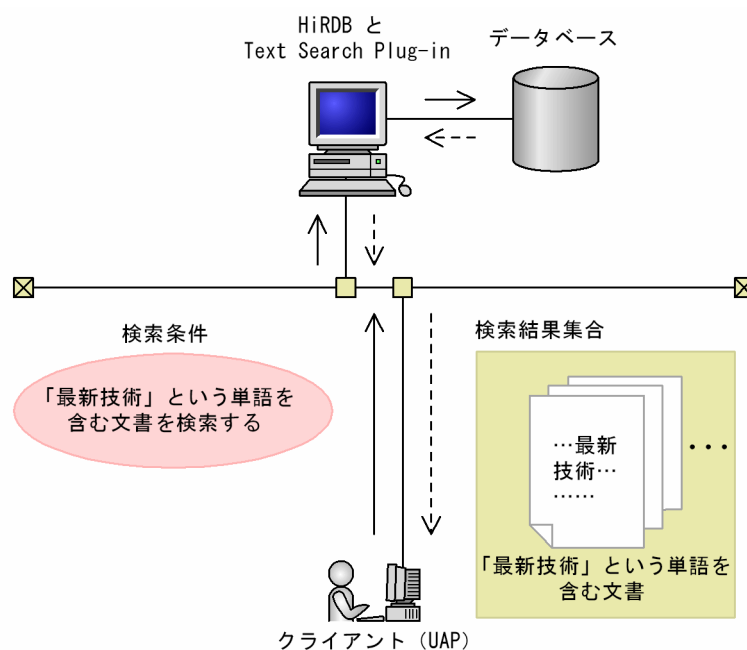 HiRDB と
Text Search Plug-in
データベース
検索条件
「最新技術」という単語を
含む文書を検索する
検索結果集合
…最新
技術…
……
…
「最新技術」という単語を
含む文書
クライアント（UAP）